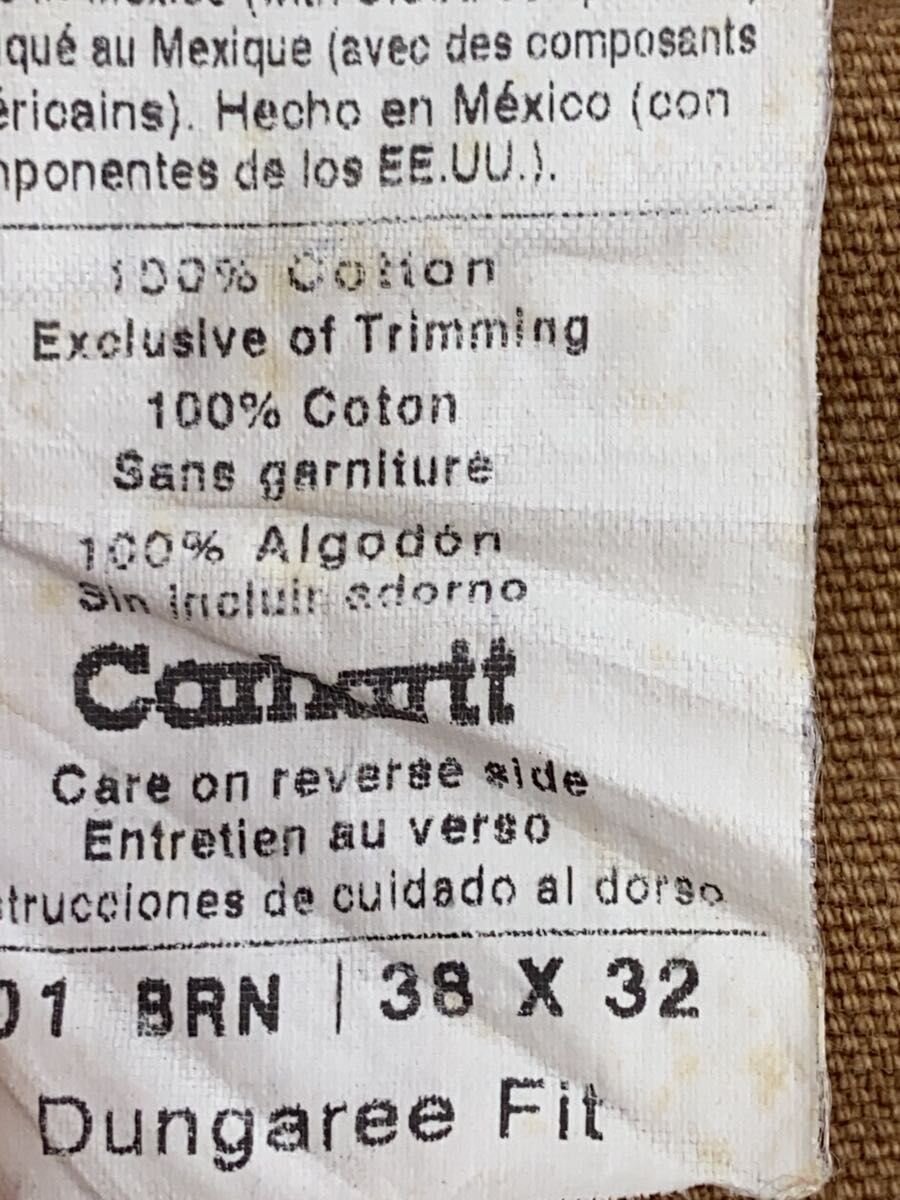 iqué au Mexique (avec des composants
éricains). Hecho en México (con
mponentes de los EE.UU.).
100% Cotton
Exclusive of Trimming
100% Coton
Sans garniture
100% Algodón
Sin incluir adorno
Carhartt
Care on reverse side
Entretien au verso
strucciones de cuidado al dorso
01 BRN | 38 X 32
Dungaree Fit